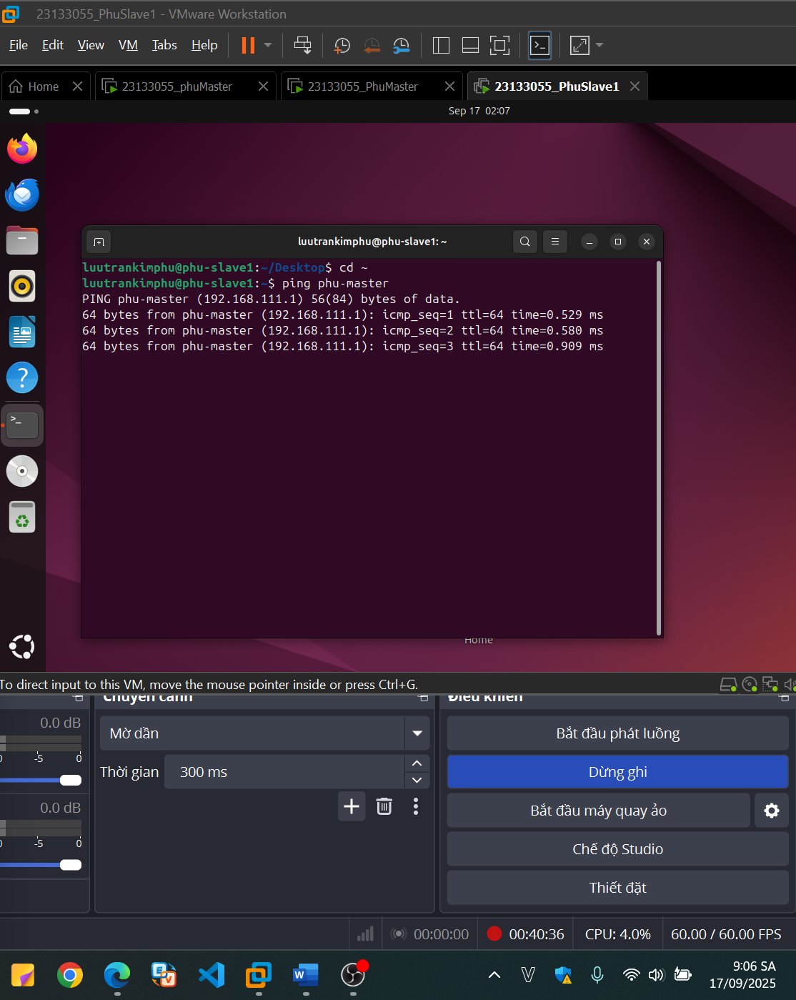 23133055_PhuSlave1 - VMware Workstation
File Edit View VM Tabs Help
Home 23133055_phuMaster 23133055_PhuMaster 23133055_PhuSlave1
Sep 17 02:07
luutrankimphu@phu-slave1: ~
luutrankimphu@phu-slave1:~/Desktop$ cd ~
luutrankimphu@phu-slave1:~$ ping phu-master
PING phu-master (192.168.111.1) 56(84) bytes of data.
64 bytes from phu-master (192.168.111.1): icmp_seq=1 ttl=64 time=0.529 ms
64 bytes from phu-master (192.168.111.1): icmp_seq=2 ttl=64 time=0.580 ms
64 bytes from phu-master (192.168.111.1): icmp_seq=3 ttl=64 time=0.909 ms
Home
To direct input to this VM, move the mouse pointer inside or press Ctrl+G.
Chuyển cảnh Điều khiển
0.0 dB
Mờ dần
Bắt đầu phát luồng
0 -5 0
Thời gian 300 ms
Dừng ghi
0.0 dB
Bắt đầu máy quay ảo
0 -5 0
Chế độ Studio
Thiết đặt
00:00:00 00:40:36 CPU: 4.0% 60.00 / 60.00 FPS
9:06 SA
17/09/2025